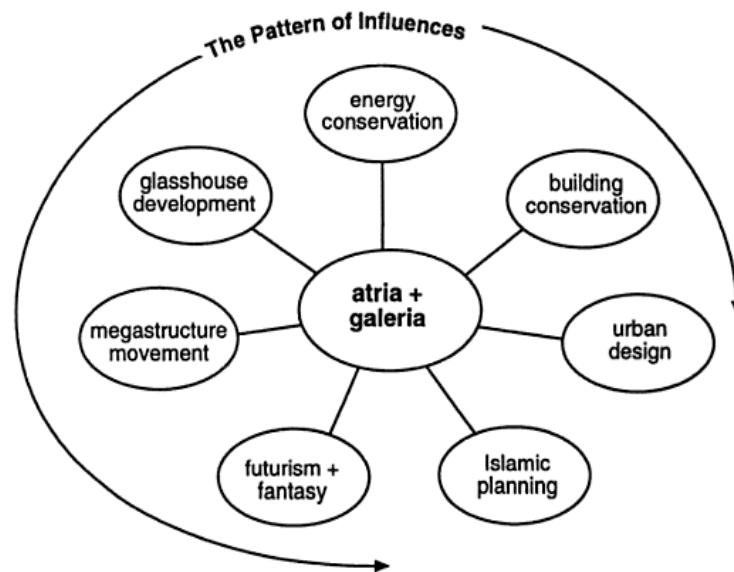 The Pattern of Influences
energy
conservation
glasshouse
development
building
conservation
atria +
galeria
megastructure
movement
urban
design
futurism +
fantasy
Islamic
planning